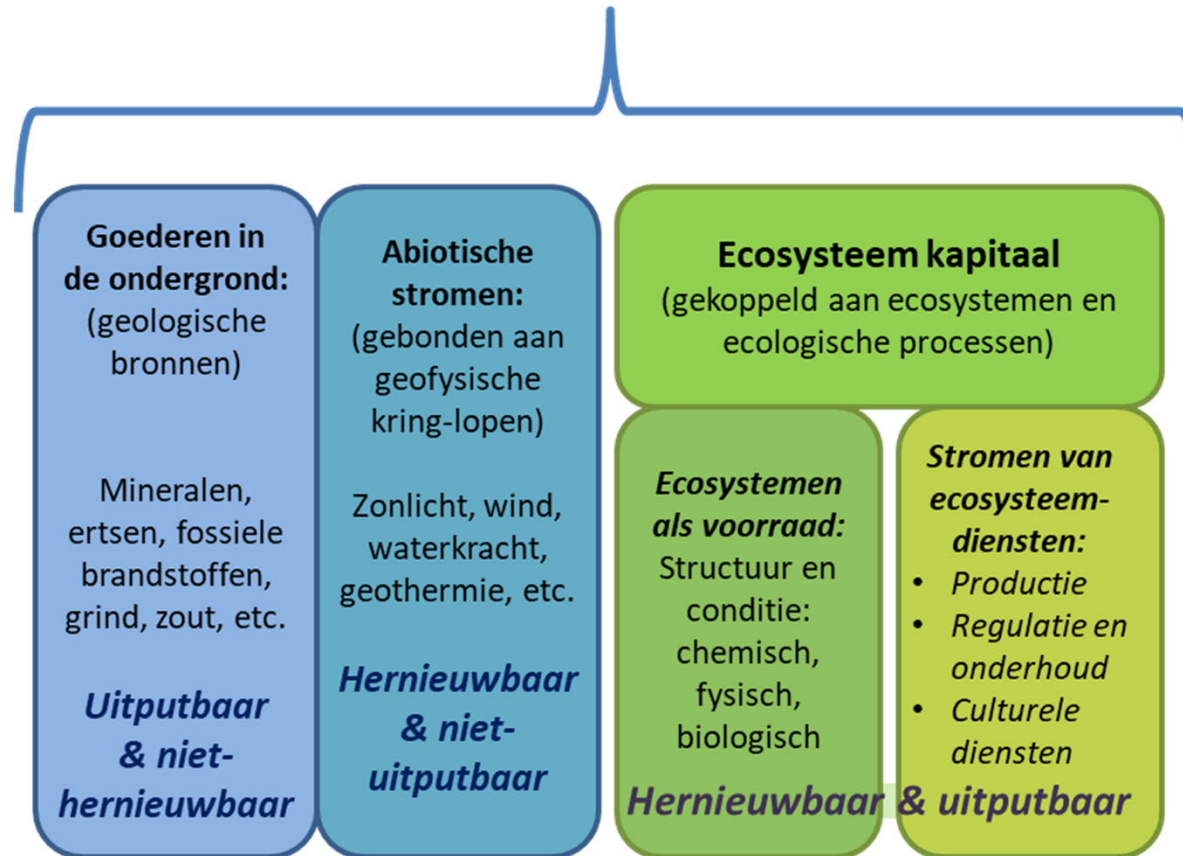 Goederen in
de ondergrond:
(geologische
bronnen)
Mineralen,
ertsen, fossiele
brandstoffen,
grind, zout, etc.
Uitputbaar
& niet-
hernieuwbaar
Abiotische
stromen:
(gebonden aan
geofysische
kring-lopen)
Zonlicht, wind,
waterkracht,
geothermie, etc.
Hernieuwbaar
& niet-
uitputbaar
Ecosysteem kapitaal
(gekoppeld aan ecosystemen en
ecologische processen)
Ecosystemen
als voorraad:
Structuur en
conditie:
chemisch,
fysisch,
biologisch
Stromen van
ecosysteem-
diensten:
• Productie
• Regulatie en
onderhoud
• Culturele
diensten
Hernieuwbaar & uitputbaar